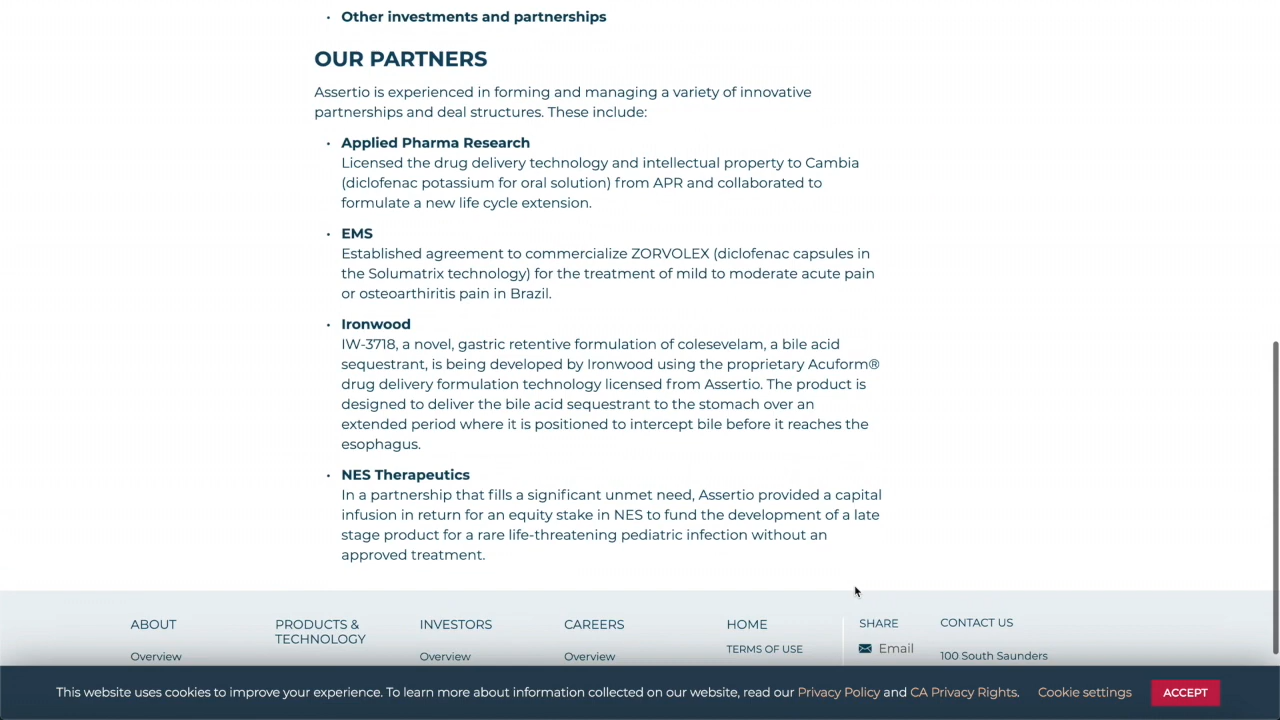 • Other investments and partnerships
OUR PARTNERS
Assertio is experienced in forming and managing a variety of innovative
partnerships and deal structures. These include:
• Applied Pharma Research
Licensed the drug delivery technology and intellectual property to Cambia
(diclofenac potassium for oral solution) from APR and collaborated to
formulate a new life cycle extension.
• EMS
Established agreement to commercialize ZORVOLEX (diclofenac capsules in
the Solumatrix technology) for the treatment of mild to moderate acute pain
or osteoarthiritis pain in Brazil.
• Ironwood
IW-3718, a novel, gastric retentive formulation of colesevelam, a bile acid
sequestrant, is being developed by Ironwood using the proprietary Acuform®
drug delivery formulation technology licensed from Assertio. The product is
designed to deliver the bile acid sequestrant to the stomach over an
extended period where it is positioned to intercept bile before it reaches the
esophagus.
• NES Therapeutics
In a partnership that fills a significant unmet need, Assertio provided a capital
infusion in return for an equity stake in NES to fund the development of a late
stage product for a rare life-threatening pediatric infection without an
approved treatment.
ABOUT
Overview
PRODUCTS &
TECHNOLOGY
INVESTORS
Overview
CAREERS
Overview
HOME
TERMS OF USE
SHARE
Email
CONTACT US
100 South Saunders
This website uses cookies to improve your experience. To learn more about information collected on our website, read our Privacy Policy and CA Privacy Rights. Cookie settings ACCEPT